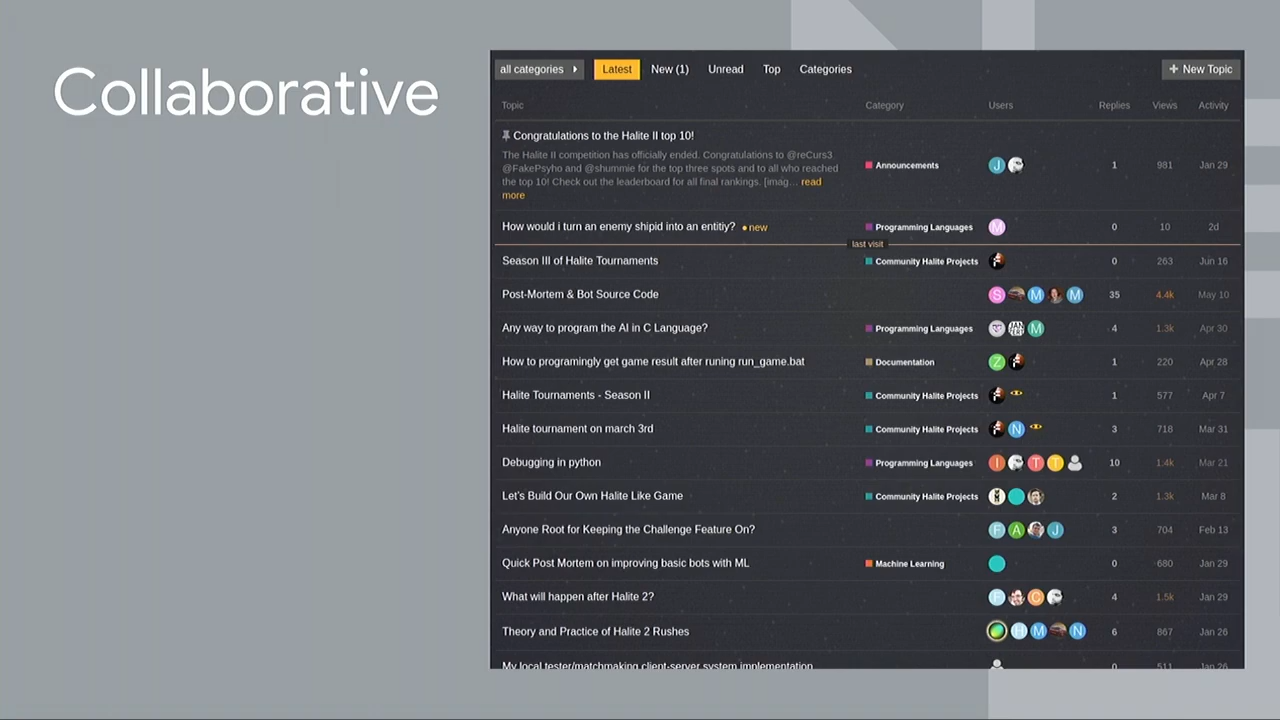 Collaborative
all categories Latest New (1) Unread Top Categories + New Topic
Topic Category Users Replies Views Activity
Congratulations to the Halite II top 10!
The Halite II competition has officially ended. Congratulations to @reCurs3
@FakePsyho and @shummie for the top three spots and to all who reached
the top 10! Check out the leaderboard for all final rankings. [imag… read
more
Announcements 1 981 Jan 29
How would i turn an enemy shipid into an entitiy? new Programming Languages M 0 10 2d
last visit
Season III of Halite Tournaments Community Halite Projects 0 263 Jun 16
Post-Mortem & Bot Source Code S M M 35 4.4k May 10
Any way to program the AI in C Language? Programming Languages M 4 1.3k Apr 30
How to programingly get game result after runing run_game.bat Documentation Z 1 220 Apr 28
Halite Tournaments - Season II Community Halite Projects 1 577 Apr 7
Halite tournament on march 3rd Community Halite Projects N 3 718 Mar 31
Debugging in python Programming Languages I T T 10 1.4k Mar 21
Let's Build Our Own Halite Like Game Community Halite Projects 2 1.3k Mar 8
Anyone Root for Keeping the Challenge Feature On? F A J 3 704 Feb 13
Quick Post Mortem on improving basic bots with ML Machine Learning 0 680 Jan 29
What will happen after Halite 2? F C 4 1.5k Jan 29
Theory and Practice of Halite 2 Rushes H M N 6 867 Jan 26
My local tester/matchmaking client-server system implementation 0 511 Jan 26